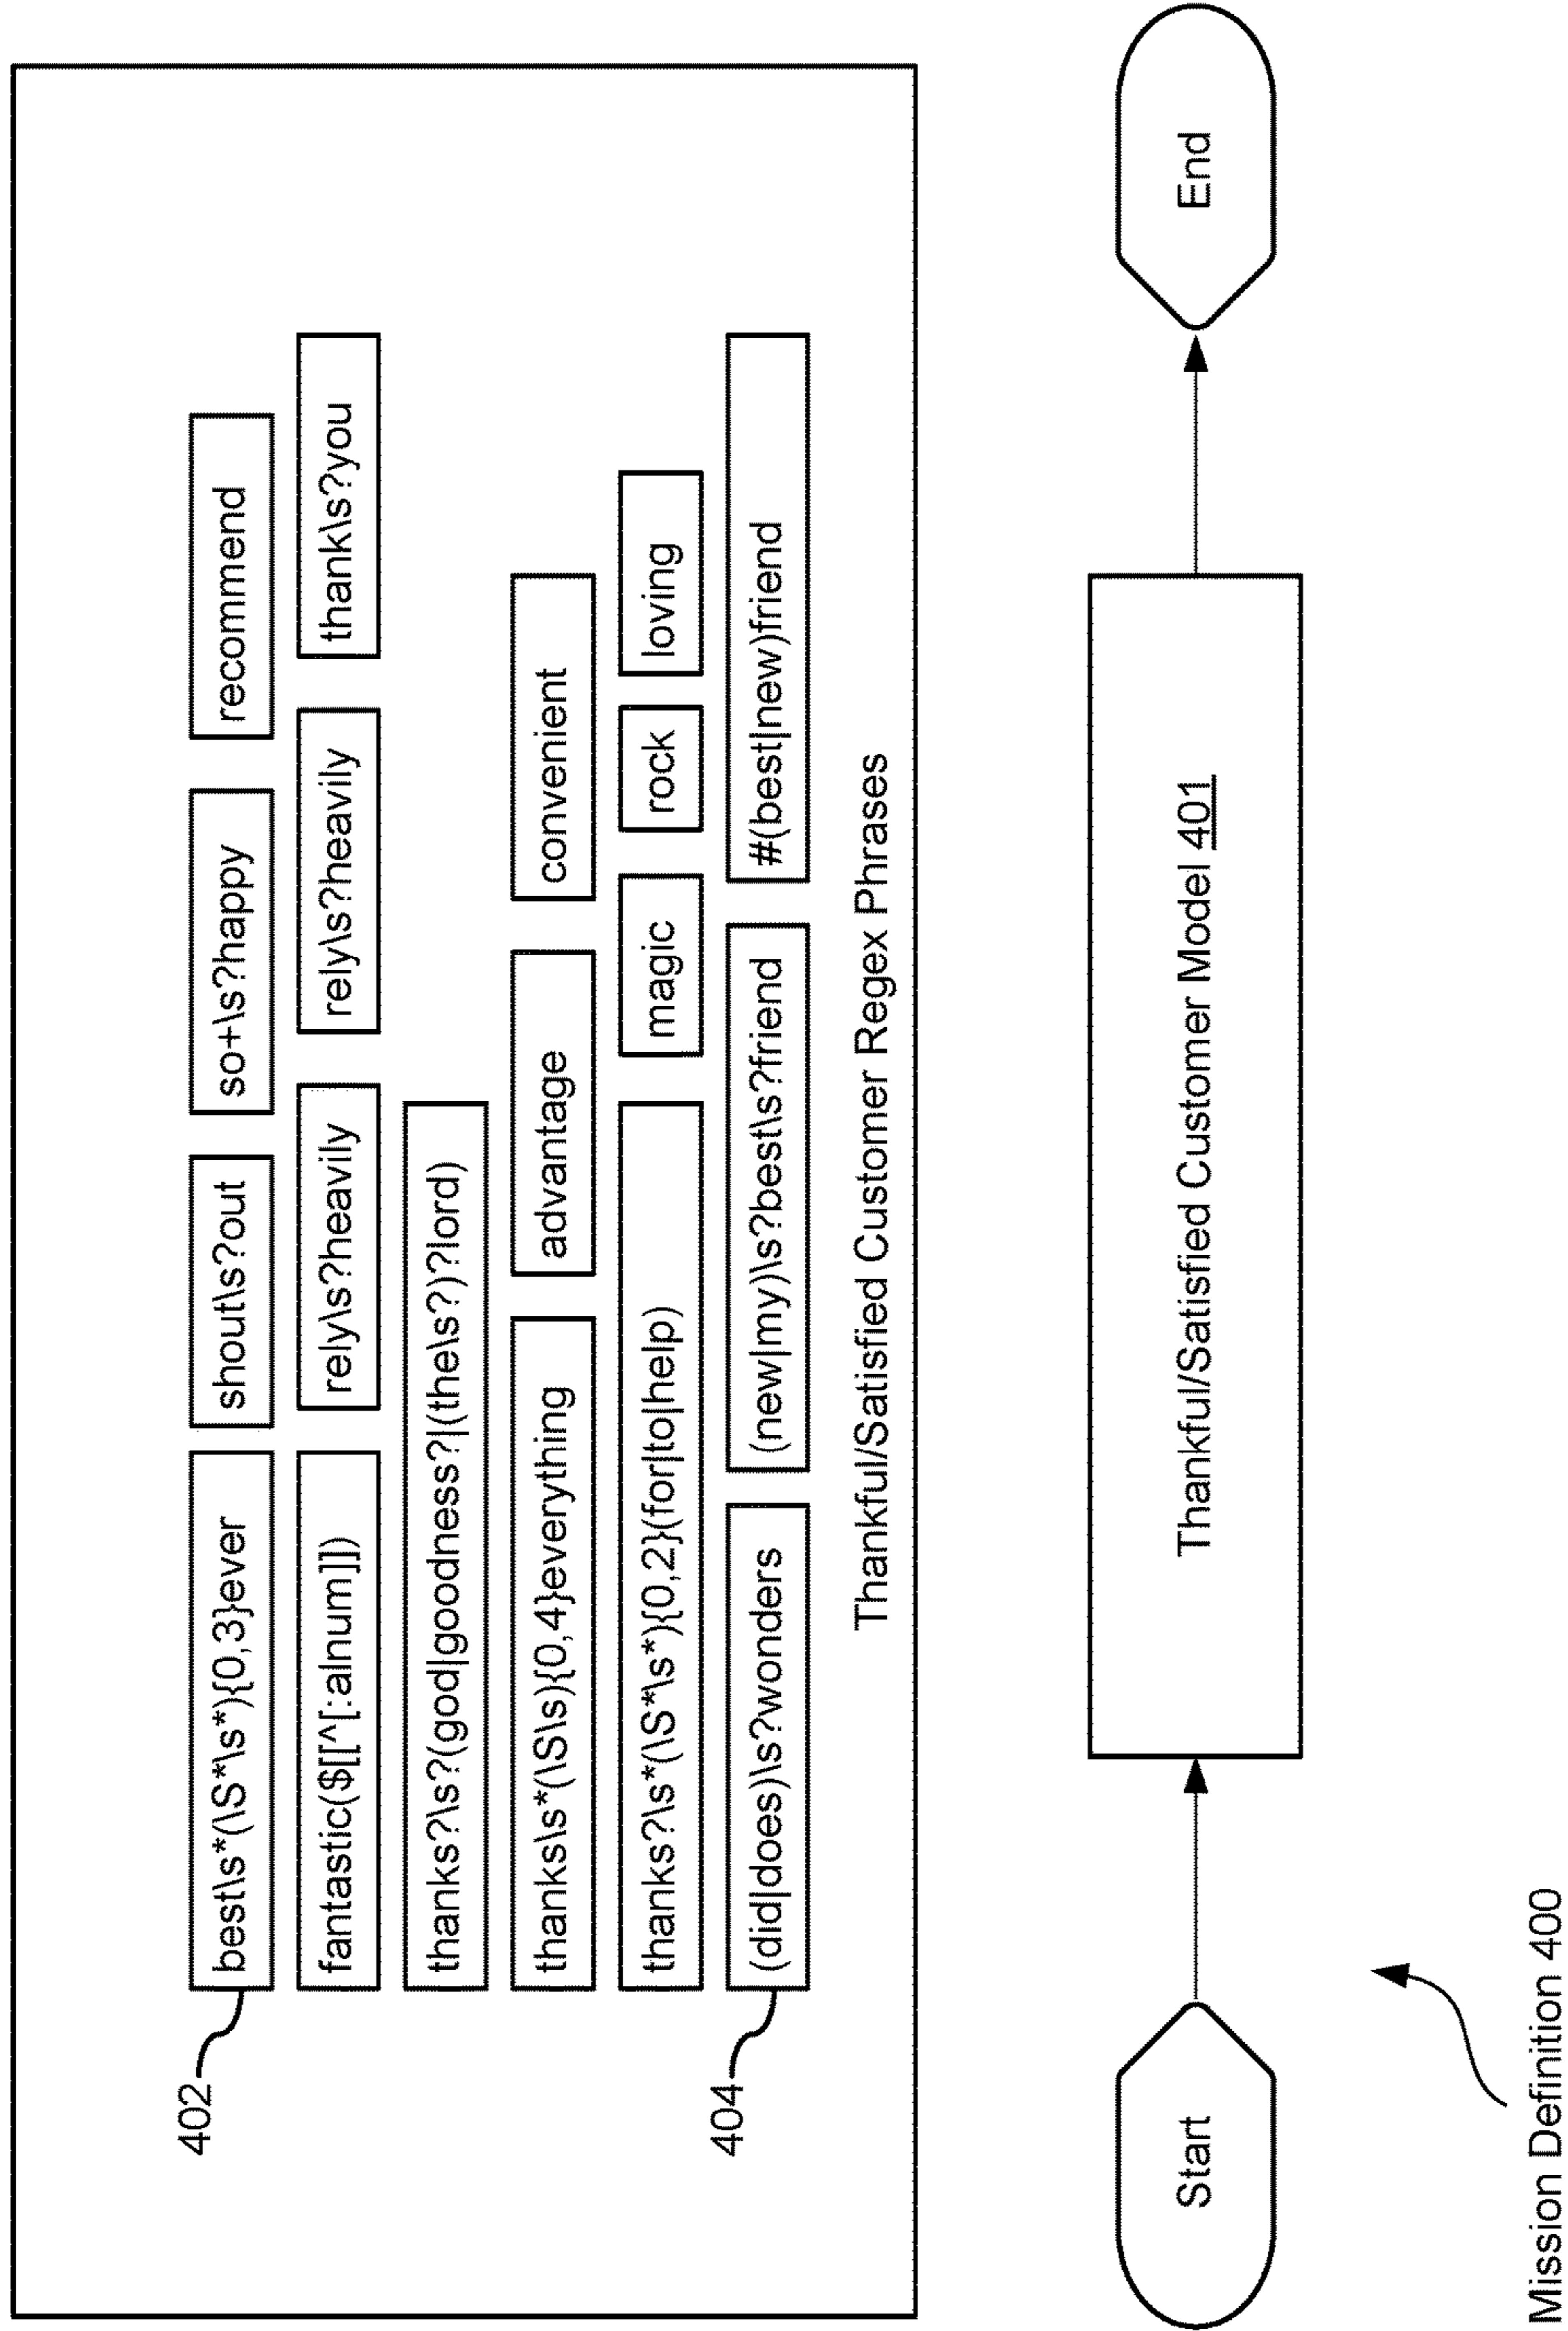 402
best\s*(\S*\s*){0,3}ever
shout\s?out
so+\s?happy
recommend
fantastic($[[^[:alnum]])
rely\s?heavily
rely\s?heavily
thank\s?you
thanks?\s?(god|goodness?|(the\s?)?lord)
thanks\s*(\S\s){0,4}everything
advantage
convenient
thanks?\s*(\S*\s*){0,2}(for|to|help)
magic
rock
loving
404
(did|does)\s?wonders
(new|my)\s?best\s?friend
#(best|new)friend
Thankful/Satisfied Customer Regex Phrases
Start
Thankful/Satisfied Customer Model 401
End
Mission Definition 400